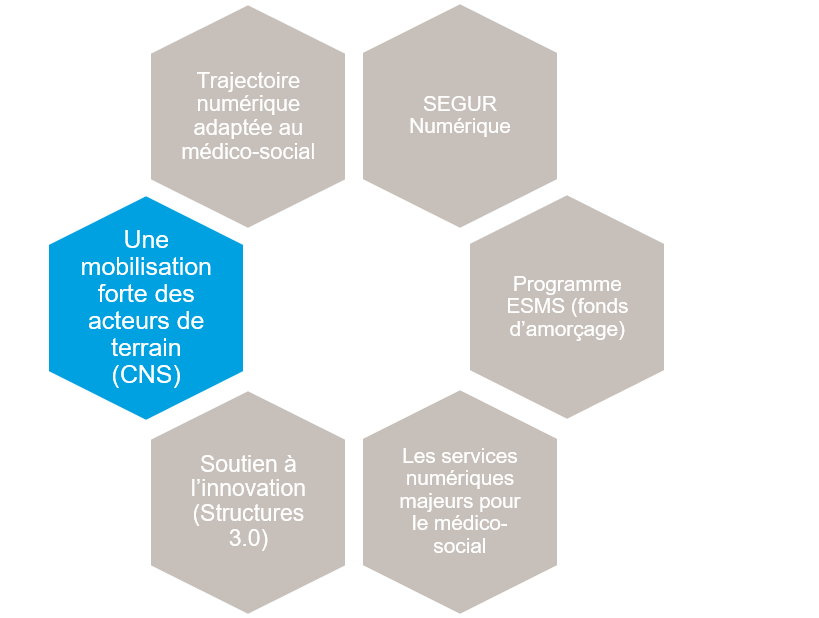 Trajectoire
numérique
adaptée au
médico-social
SEGUR
Numérique
Une
mobilisation
forte des
acteurs de
terrain
(CNS)
Programme
ESMS (fonds
d’amorçage)
Soutien à
l’innovation
(Structures
3.0)
Les services
numériques
majeurs pour
le médico-
social